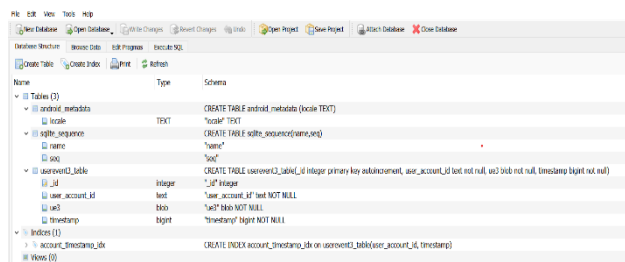 File Edit View Tools Help
New Database Open Database Write Changes Revert Changes Undo Open Project Save Project Attach Database Close Database
Database Structure Browse Data Edit Pragmas Execute SQL
Create Table Create Index Print Refresh
Name Type Schema
Tables (3)
android_metadata CREATE TABLE android_metadata (locale TEXT)
locale TEXT "locale" TEXT
sqlite_sequence CREATE TABLE sqlite_sequence(name,seq)
name "name"
seq "seq"
userevent3_table CREATE TABLE userevent3_table(_id integer primary key autoincrement, user_account_id text not null, ue3 blob not null, timestamp bigint not null)
_id integer "_id" integer
user_account_id text "user_account_id" text NOT NULL
ue3 blob "ue3" blob NOT NULL
timestamp bigint "timestamp" bigint NOT NULL
Indices (1)
account_timestamp_idx CREATE INDEX account_timestamp_idx on userevent3_table(user_account_id, timestamp)
Views (0)